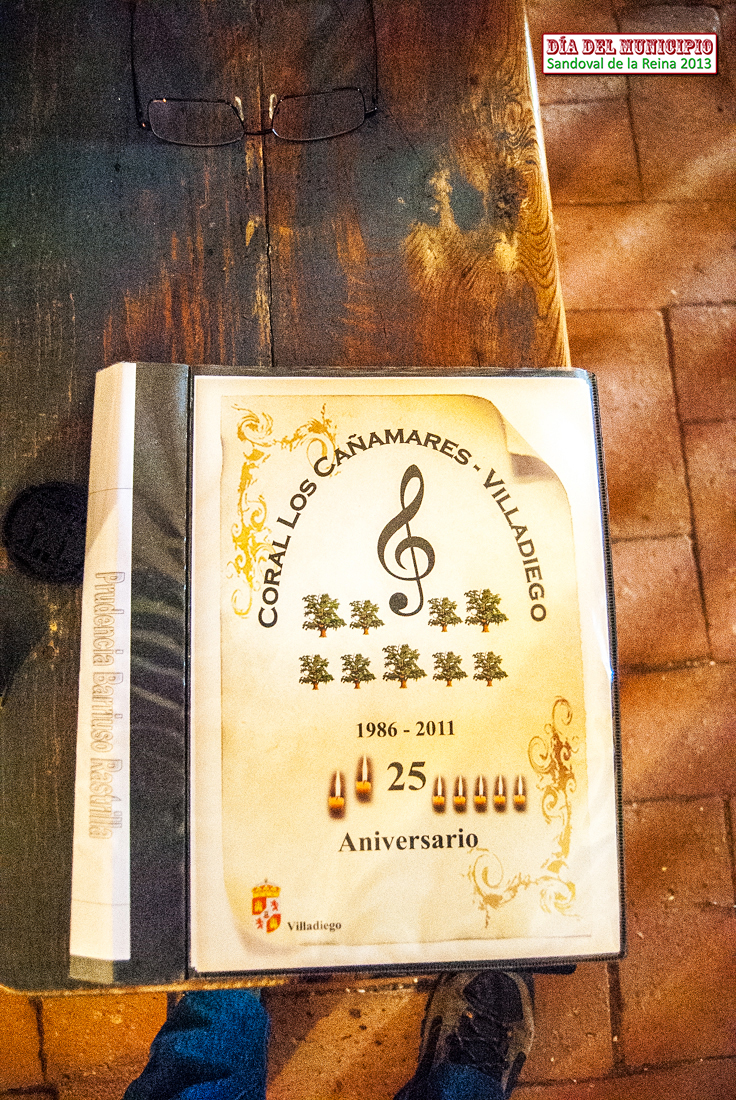 DÍA DEL MUNICIPIO
Sandoval de la Reina 2013
CORAL LOS CAÑAMARES - VILLADIEGO
1986 - 2011
25
Aniversario
Villadiego
Prudencia Barriuso Rastrilla